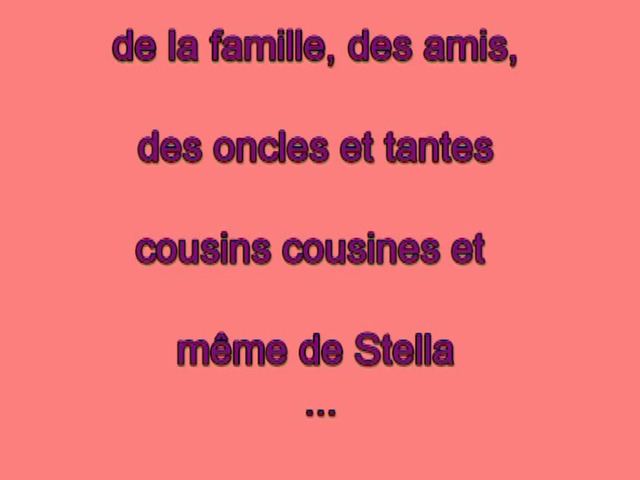 de la famille, des amis,
des oncles et tantes
cousins cousines et
même de Stella
...